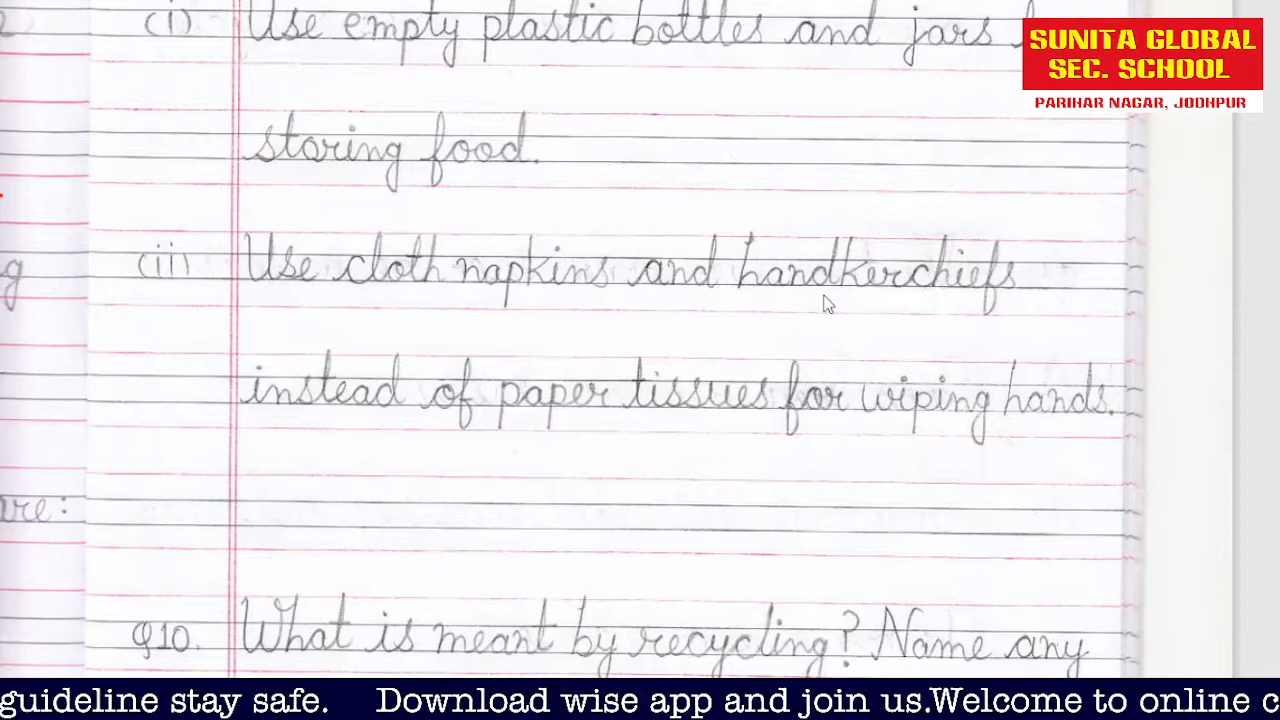 (i) Use empty plastic bottles and jars
storing food.
(ii) Use cloth napkins and handkerchiefs
instead of paper tissues for wiping hands.
Q10. What is meant by recycling? Name any
g
are:
SUNITA GLOBAL
SEC. SCHOOL
PARIHAR NAGAR, JODHPUR
guideline stay safe. Download wise app and join us.Welcome to online c